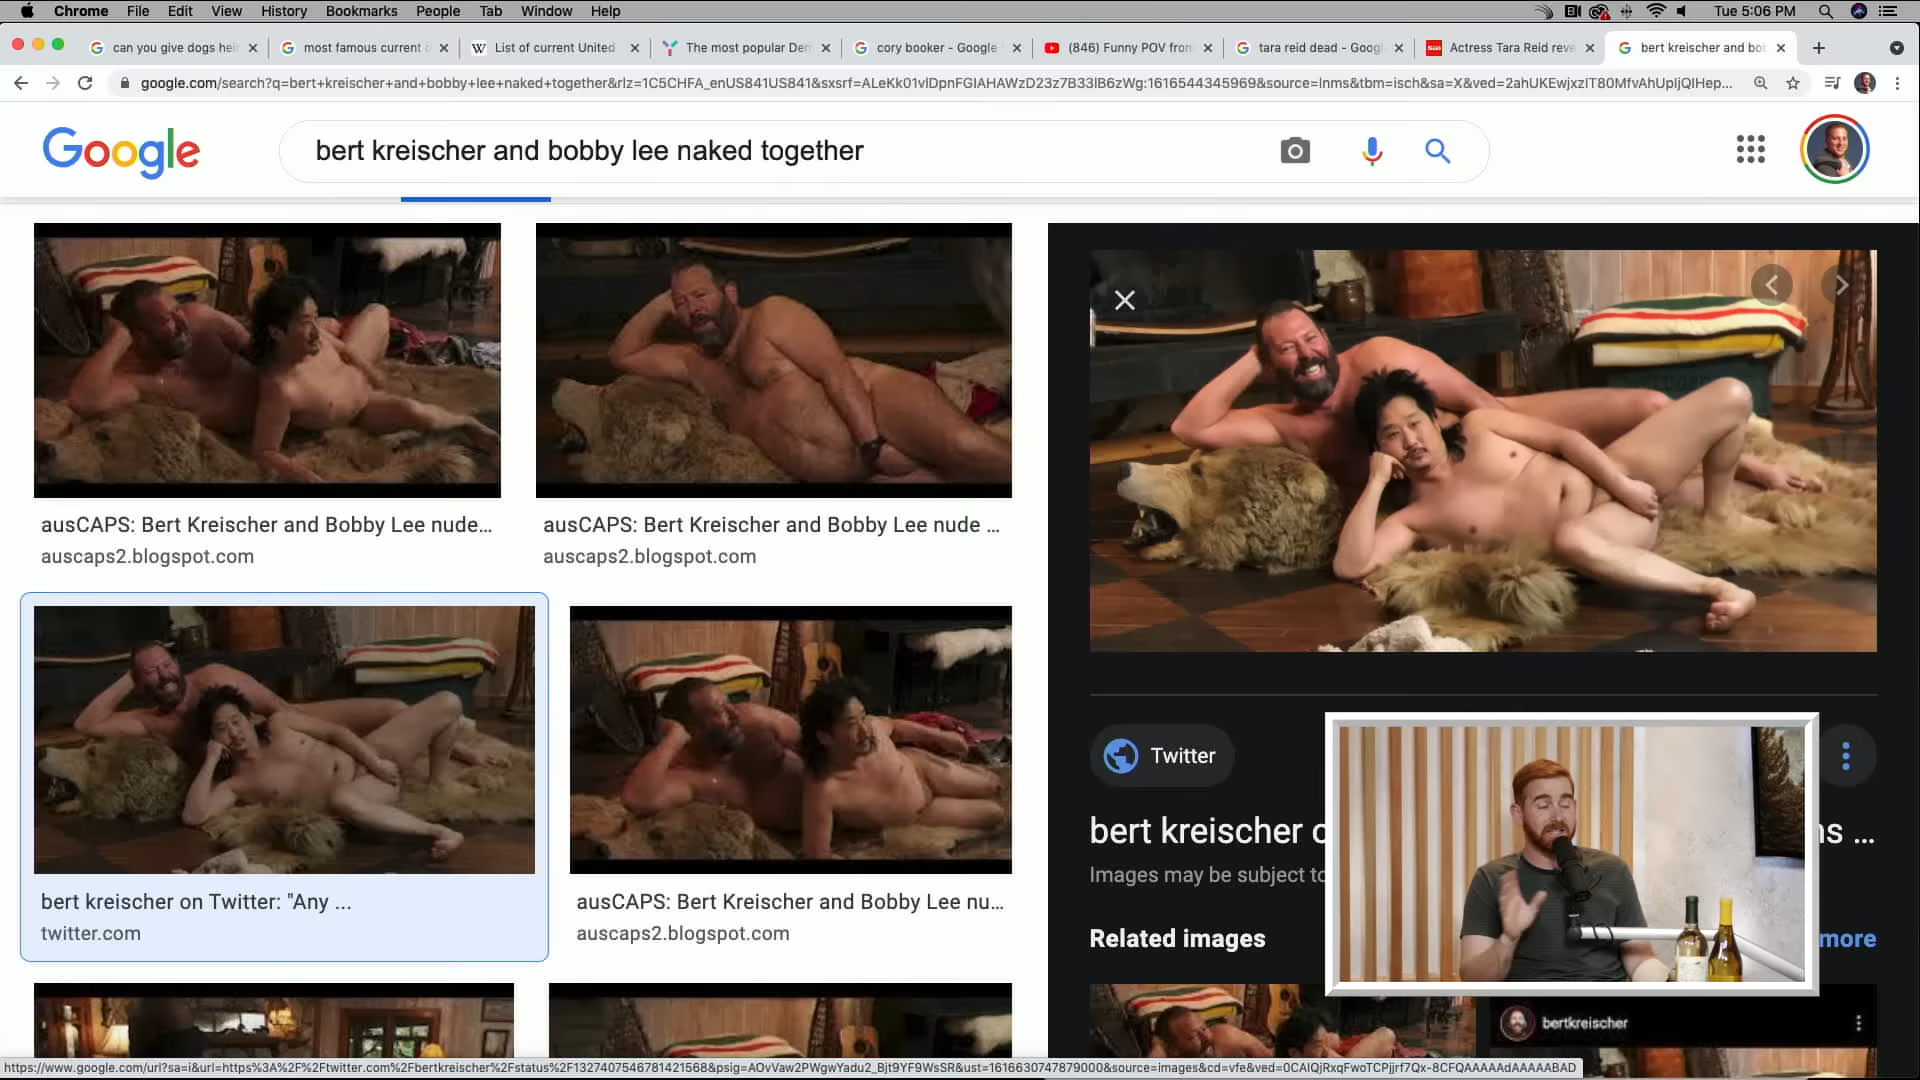 Chrome File Edit View History Bookmarks People Tab Window Help
Tue 5:06 PM
can you give dogs hei
most famous current c
List of current United
The most popular Dem
cory booker - Google
(846) Funny POV from
tara reid dead - Google
Actress Tara Reid reve
bert kreischer and bob
google.com/search?q=bert+kreischer+and+bobby+lee+naked+together&rlz=1C5CHFA_enUS841US841&sxsrf=ALeKk01vlDpnFGIAHAWzD23z7B33lB6zWg:1616544345969&source=lnms&tbm=isch&sa=X&ved=2ahUKEwjxzIT80MfvAhUpljQIHep...
Google
bert kreischer and bobby lee naked together
ausCAPS: Bert Kreischer and Bobby Lee nude...
auscaps2.blogspot.com
ausCAPS: Bert Kreischer and Bobby Lee nude ...
auscaps2.blogspot.com
bert kreischer on Twitter: "Any ...
twitter.com
ausCAPS: Bert Kreischer and Bobby Lee nu...
auscaps2.blogspot.com
Twitter
bert kreischer
ns ...
Images may be subject to
Related images
more
bertkreischer
https://www.google.com/url?sa=i&url=https%3A%2F%2Ftwitter.com%2Fbertkreischer%2Fstatus%2F1327407546781421568&psig=AOvVaw2PWgwYadu2_Bjt9YF9WsSR&ust=1616630747879000&source=images&cd=vfe&ved=0CAIQjRxqFwoTCPjjrf7Qx-8CFQAAAAAdAAAAABAD